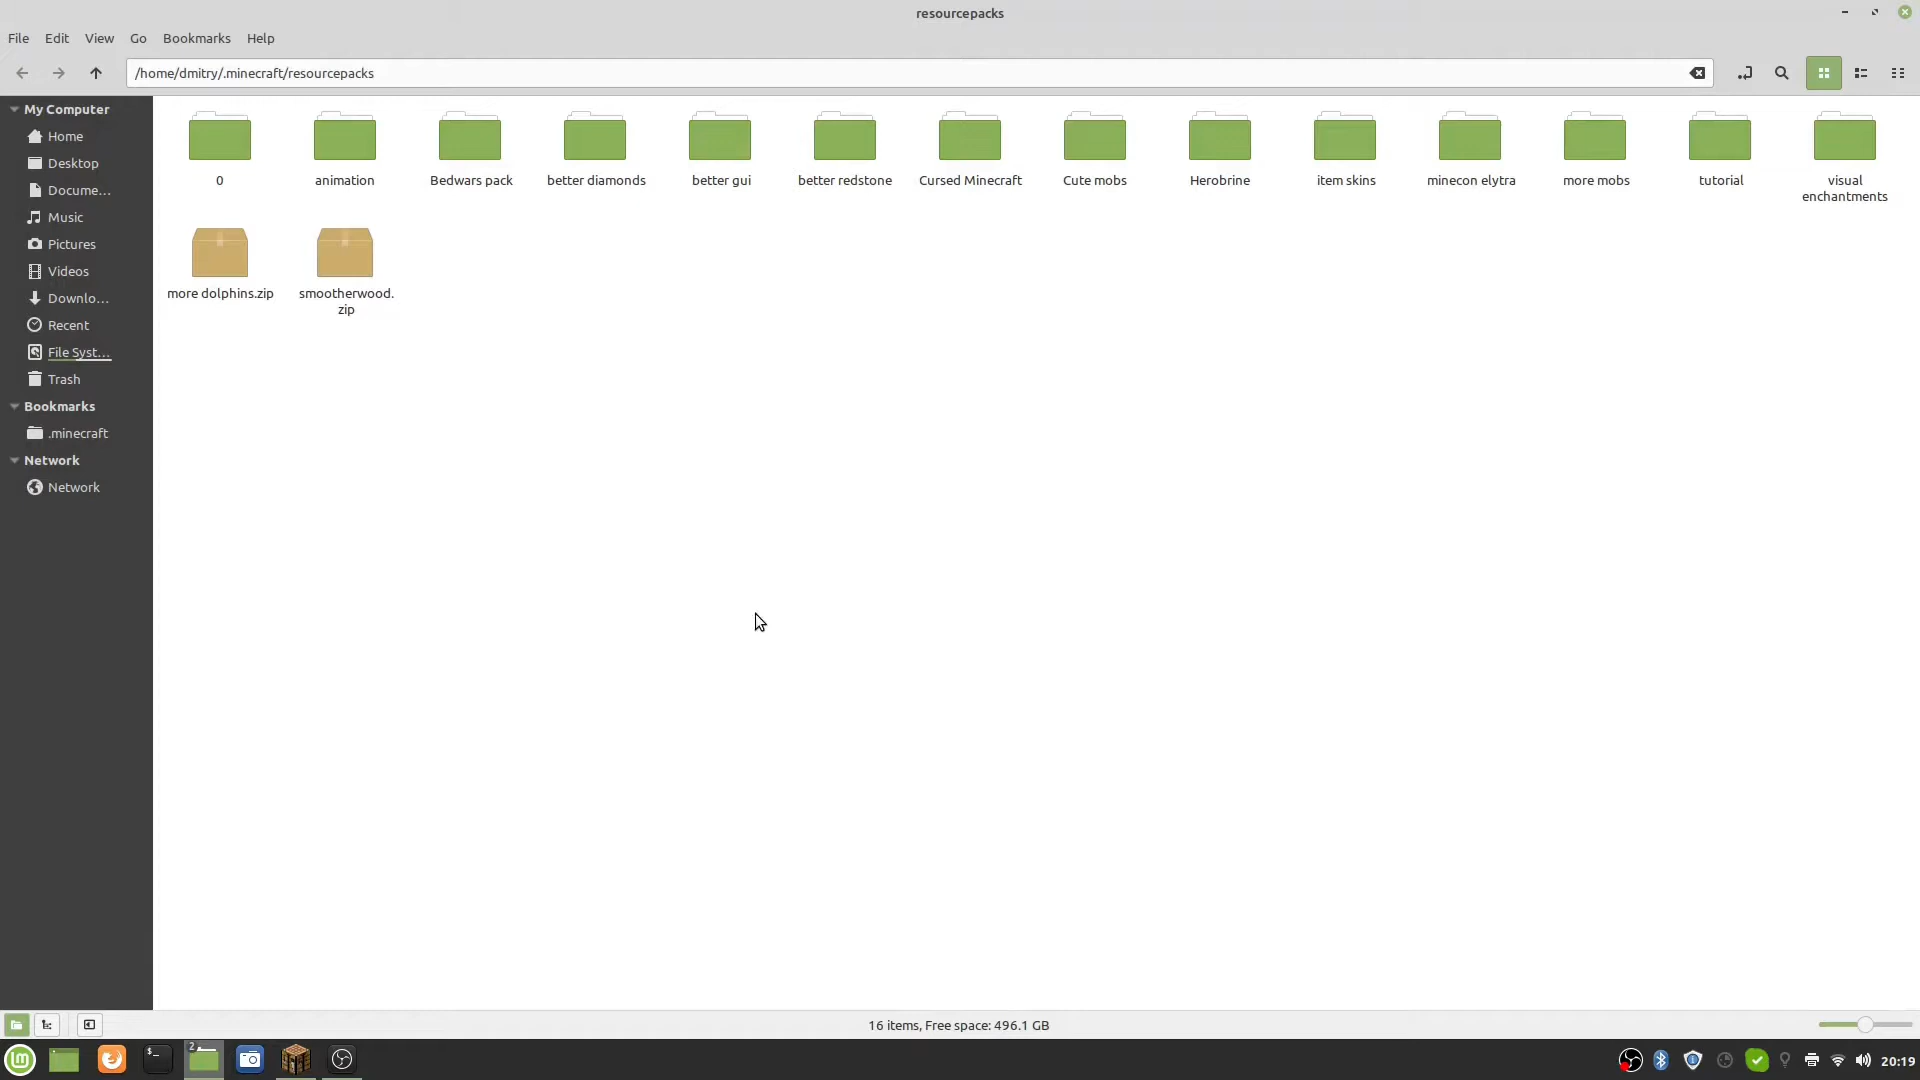 resourcepacks
File Edit View Go Bookmarks Help
/home/dmitry/.minecraft/resourcepacks
My Computer
Home
Desktop
Docume...
Music
Pictures
Videos
Downlo...
Recent
File Syst...
Trash
Bookmarks
.minecraft
Network
Network
0 animation Bedwars pack better diamonds better gui better redstone Cursed Minecraft Cute mobs Herobrine item skins minecon elytra more mobs tutorial visual
enchantments
more dolphins.zip smootherwood.
zip
16 items, Free space: 496.1 GB
2
20:19